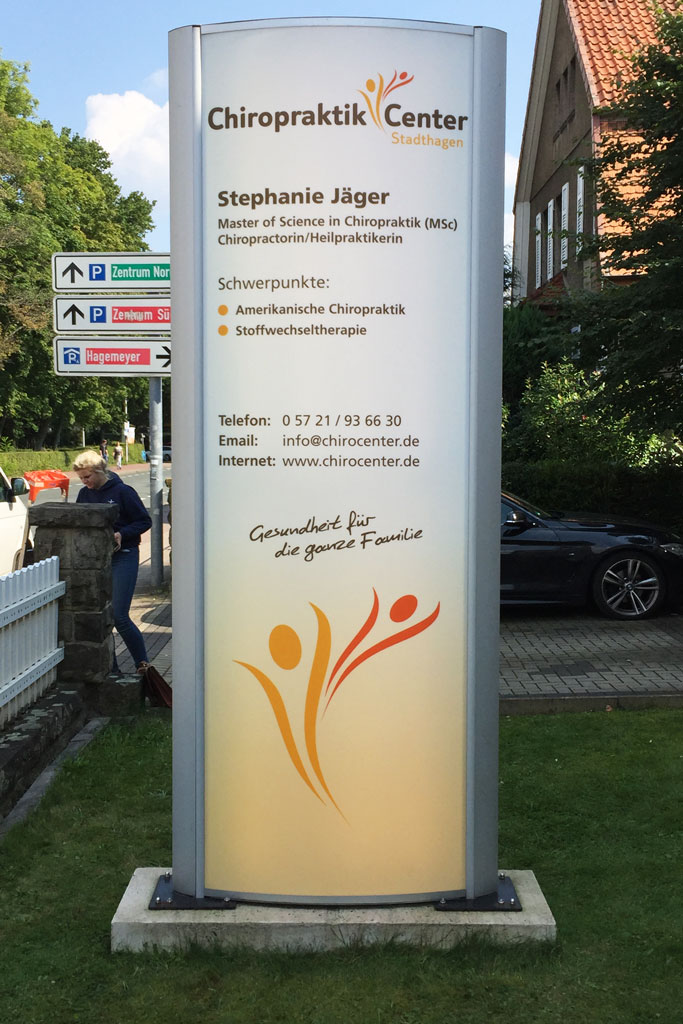 Chiropraktik Center
Stadthagen
Stephanie Jäger
Master of Science in Chiropraktik (MSc)
Chiropractorin/Heilpraktikerin
Schwerpunkte:
Amerikanische Chiropraktik
Stoffwechseltherapie
Telefon: 0 57 21 / 93 66 30
Email: info@chirocenter.de
Internet: www.chirocenter.de
Gesundheit für
die ganze Familie
P Zentrum Nor
P Zentrum Sü
P Hagemeyer